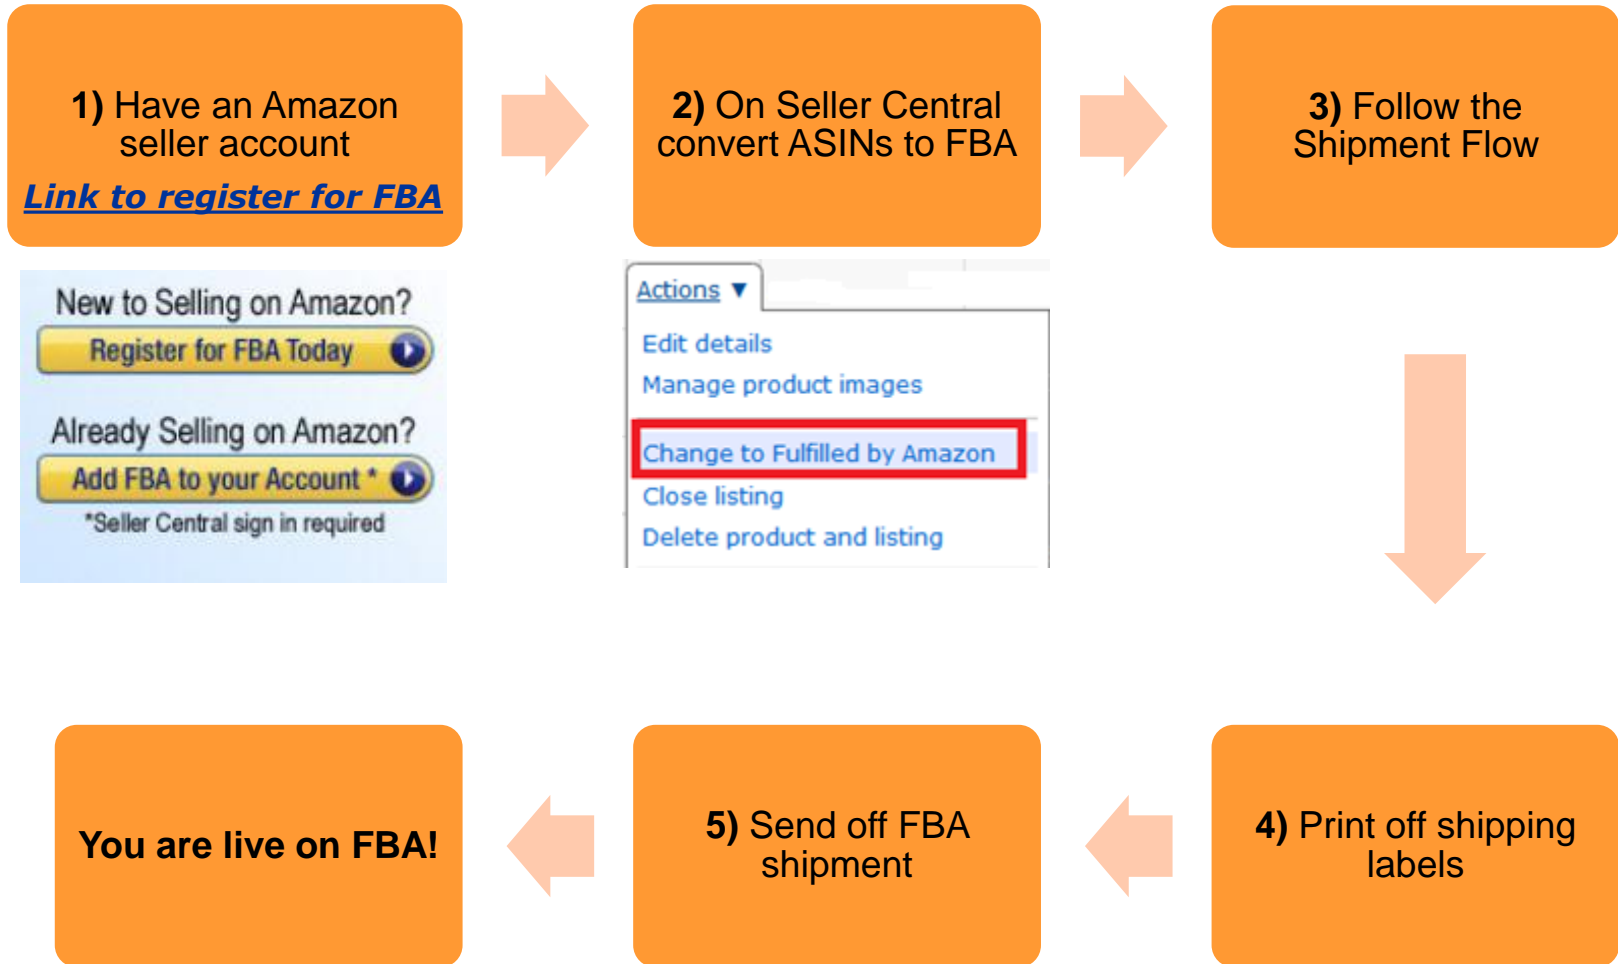 1) Have an Amazon
seller account
Link to register for FBA
2) On Seller Central
convert ASINs to FBA
3) Follow the
Shipment Flow
New to Selling on Amazon?
Register for FBA Today
Already Selling on Amazon?
Add FBA to your Account *
*Seller Central sign in required
Actions ▼
Edit details
Manage product images
Change to Fulfilled by Amazon
Close listing
Delete product and listing
4) Print off shipping
labels
5) Send off FBA
shipment
You are live on FBA!